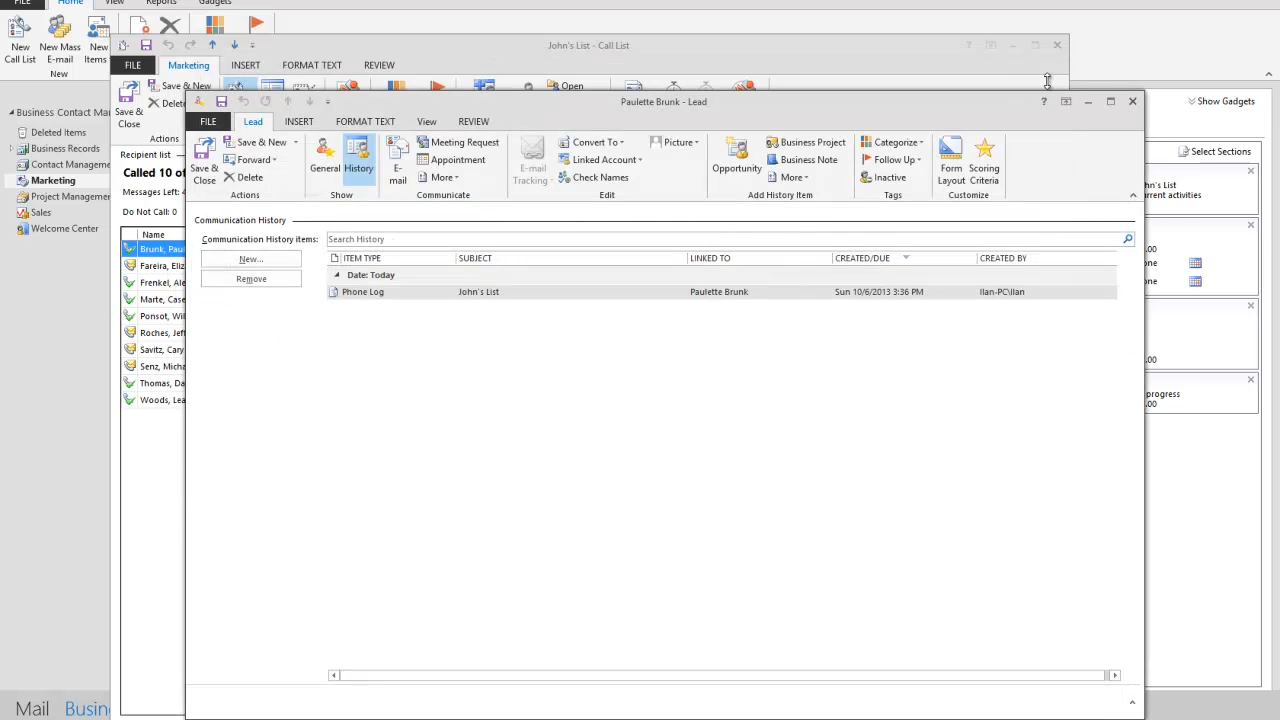 FILE Home View Reports Gadgets
New Call List
New Mass E-mail
New Items
New
Show Gadgets
Business Contact Man
Deleted Items
Business Records
Contact Manageme
Marketing
Project Managemen
Sales
Welcome Center
Select Sections
hn's List
rrent activities
.00
one
one
.00
progress
.00
Mail Busine
John's List - Call List
FILE Marketing INSERT FORMAT TEXT REVIEW
Save & Close
Save & New
Delete
Open
Actions
Recipient list
Called 10 of
Messages Left: 4
Do Not Call: 0
Name
Brunk, Pau
Fareira, Eliz
Frenkel, Ale
Marte, Case
Ponsot, Wil
Roches, Jeff
Savitz, Cary
Senz, Micha
Thomas, Da
Woods, Lea
Paulette Brunk - Lead
FILE Lead INSERT FORMAT TEXT View REVIEW
Save & Close
Save & New
Forward
Delete
Actions
General History
Show
E-mail
Meeting Request
Appointment
More
Communicate
E-mail Tracking
Convert To
Linked Account
Check Names
Picture
Edit
Opportunity
Business Project
Business Note
More
Add History Item
Categorize
Follow Up
Inactive
Tags
Form Layout
Scoring Criteria
Customize
Communication History
Communication History items: Search History
New...
Remove
ITEM TYPE SUBJECT LINKED TO CREATED/DUE CREATED BY
Date: Today
Phone Log John's List Paulette Brunk Sun 10/6/2013 3:36 PM Ilan-PC\Ilan